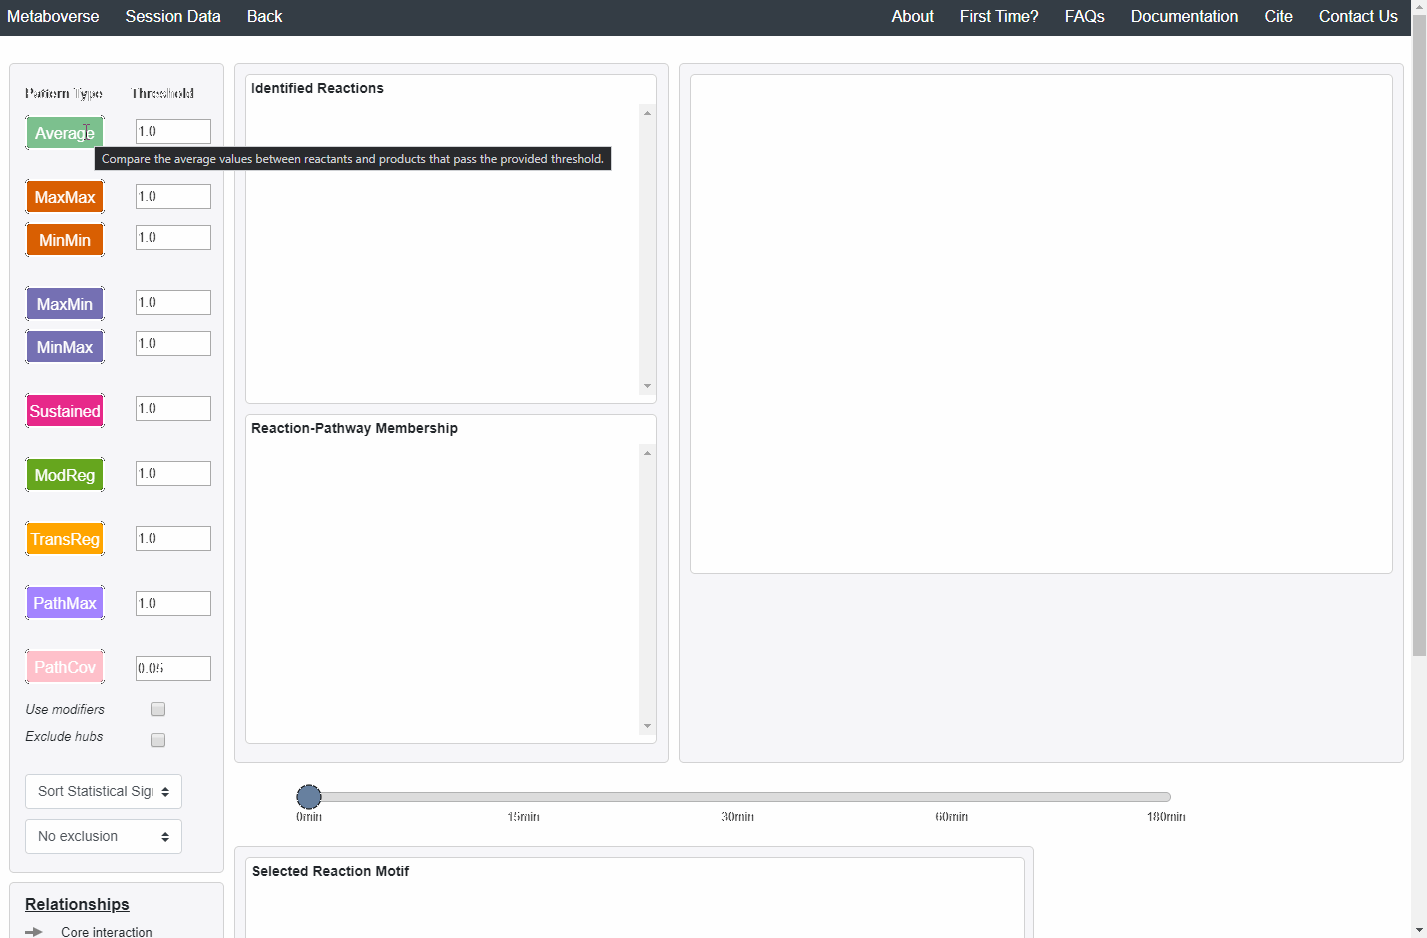 Metaboverse Session Data Back About First Time? FAQs Documentation Cite Contact Us
Pattern Type Threshold
Average 1.0
Compare the average values between reactants and products that pass the provided threshold.
MaxMax 1.0
MinMin 1.0
MaxMin 1.0
MinMax 1.0
Sustained 1.0
ModReg 1.0
TransReg 1.0
PathMax 1.0
PathCov 0.05
Use modifiers
Exclude hubs
Sort Statistical Sig
No exclusion
Relationships
Core interaction
Identified Reactions
Reaction-Pathway Membership
0min 15min 30min 60min 180min
Selected Reaction Motif